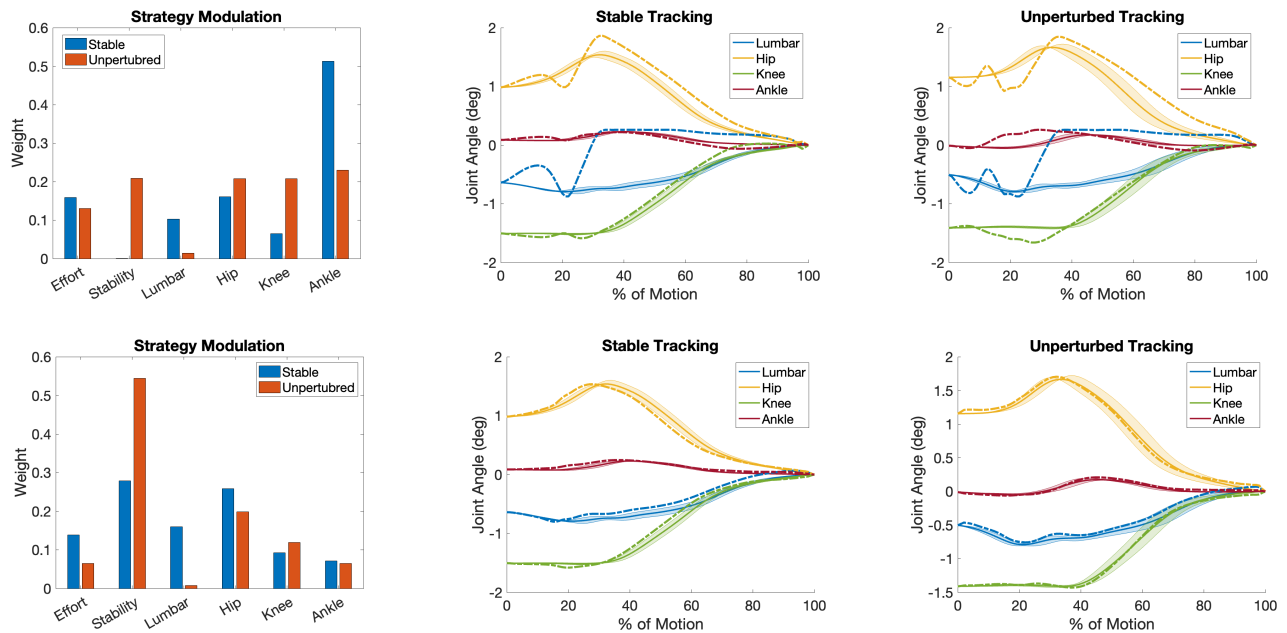 Strategy Modulation
Stable
Unpertubred
Weight
0.6
0.5
0.4
0.3
0.2
0.1
0
Effort
Stability
Lumbar
Hip
Knee
Ankle
Stable Tracking
Lumbar
Hip
Knee
Ankle
Joint Angle (deg)
2
1
0
-1
-2
0 20 40 60 80 100
% of Motion
Unperturbed Tracking
Lumbar
Hip
Knee
Ankle
Joint Angle (deg)
2
1
0
-1
-2
0 20 40 60 80 100
% of Motion
Strategy Modulation
Stable
Unpertubred
Weight
0.6
0.5
0.4
0.3
0.2
0.1
0
Effort
Stability
Lumbar
Hip
Knee
Ankle
Stable Tracking
Lumbar
Hip
Knee
Ankle
Joint Angle (deg)
2
1
0
-1
-2
0 20 40 60 80 100
% of Motion
Unperturbed Tracking
Lumbar
Hip
Knee
Ankle
Joint Angle (deg)
2
1.5
1
0.5
0
-0.5
-1
-1.5
0 20 40 60 80 100
% of Motion